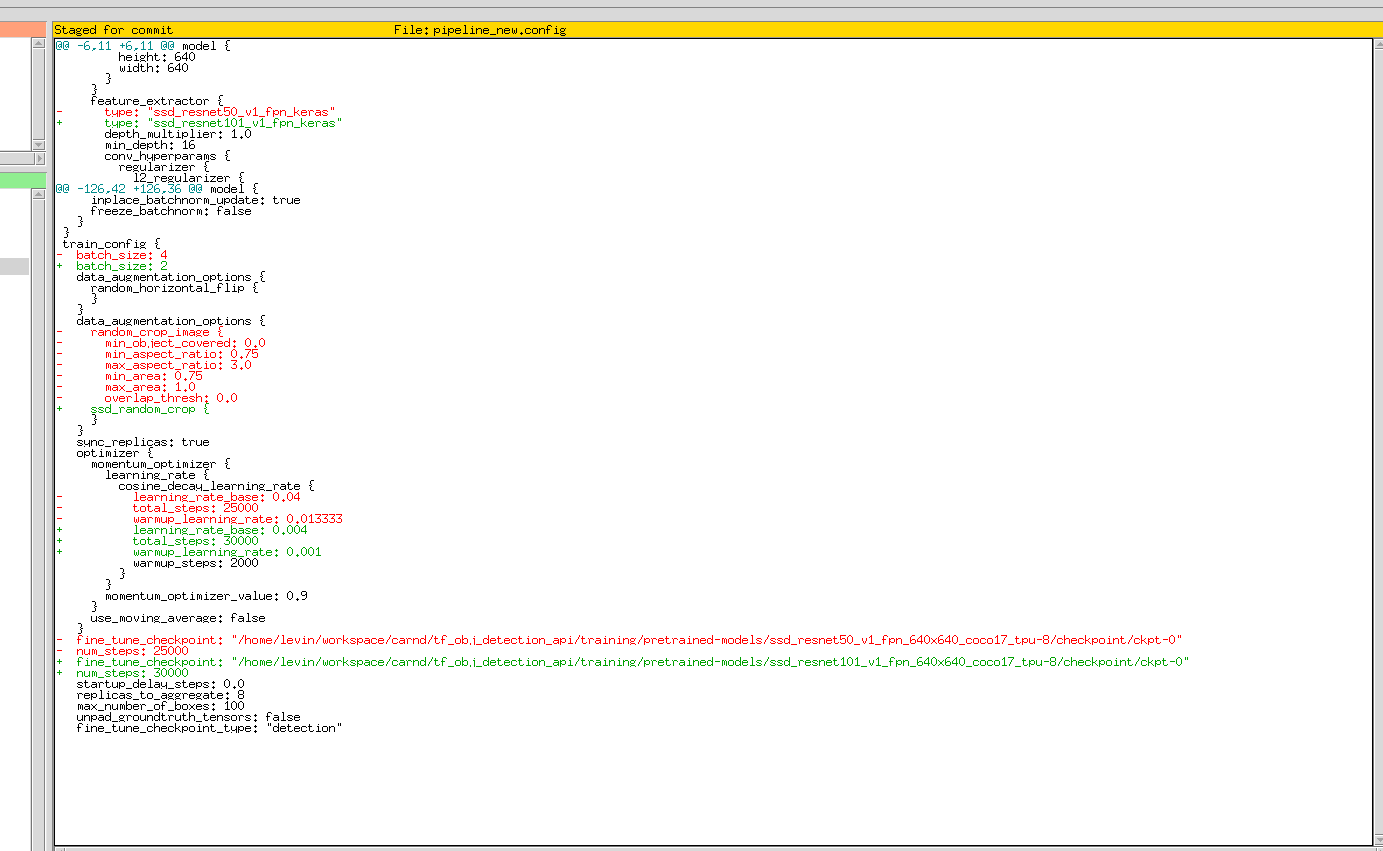 Staged for commit File: pipeline_new.config
@@ -6,11 +6,11 @@ model {
         height: 640
         width: 640
       }
     }
     feature_extractor {
-      type: "ssd_resnet50_v1_fpn_keras"
+      type: "ssd_resnet101_v1_fpn_keras"
       depth_multiplier: 1.0
       min_depth: 16
       conv_hyperparams {
         regularizer {
           l2_regularizer {
@@ -126,42 +126,36 @@ model {
     inplace_batchnorm_update: true
     freeze_batchnorm: false
   }
 }
 train_config {
-  batch_size: 4
+  batch_size: 2
   data_augmentation_options {
     random_horizontal_flip {
     }
   }
   data_augmentation_options {
-    random_crop_image {
-      min_object_covered: 0.0
-      min_aspect_ratio: 0.75
-      max_aspect_ratio: 3.0
-      min_area: 0.75
-      max_area: 1.0
-      overlap_thresh: 0.0
+    ssd_random_crop {
     }
   }
   sync_replicas: true
   optimizer {
     momentum_optimizer {
       learning_rate {
         cosine_decay_learning_rate {
-          learning_rate_base: 0.04
-          total_steps: 25000
-          warmup_learning_rate: 0.013333
+          learning_rate_base: 0.004
+          total_steps: 30000
+          warmup_learning_rate: 0.001
           warmup_steps: 2000
         }
       }
       momentum_optimizer_value: 0.9
     }
     use_moving_average: false
   }
-  fine_tune_checkpoint: "/home/levin/workspace/carnd/tf_obj_detection_api/training/pretrained-models/ssd_resnet50_v1_fpn_640x640_coco17_tpu-8/checkpoint/ckpt-0"
-  num_steps: 25000
+  fine_tune_checkpoint: "/home/levin/workspace/carnd/tf_obj_detection_api/training/pretrained-models/ssd_resnet101_v1_fpn_640x640_coco17_tpu-8/checkpoint/ckpt-0"
+  num_steps: 30000
   startup_delay_steps: 0.0
   replicas_to_aggregate: 8
   max_number_of_boxes: 100
   unpad_groundtruth_tensors: false
   fine_tune_checkpoint_type: "detection"